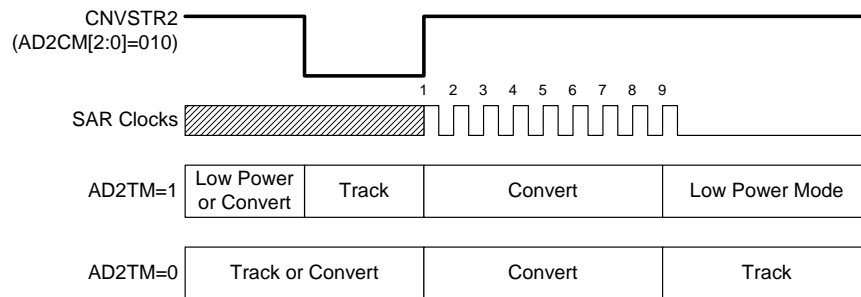 CNVSTR2
(AD2CM[2:0]=010)
1 2 3 4 5 6 7 8 9
SAR Clocks
AD2TM=1
Low Power
or Convert
Track
Convert
Low Power Mode
AD2TM=0
Track or Convert
Convert
Track